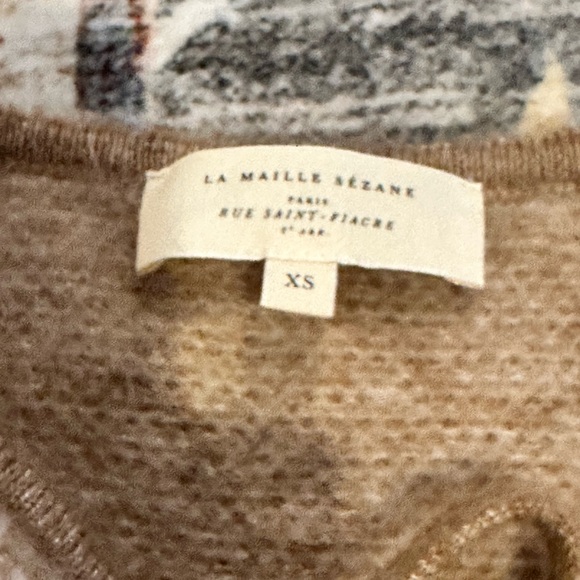 LA MAILLE SÉZANE
PARIS
RUE SAINT-FIACRE
2e ARR.
XS